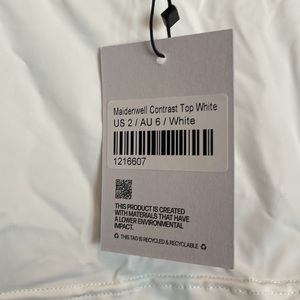 Maidenwell Contrast Top White
US 2 / AU 6 / White
1216607
THIS PRODUCT IS CREATED
WITH MATERIALS THAT HAVE
A LOWER ENVIRONMENTAL
IMPACT.
THIS TAG IS RECYCLED & RECYCLABLE